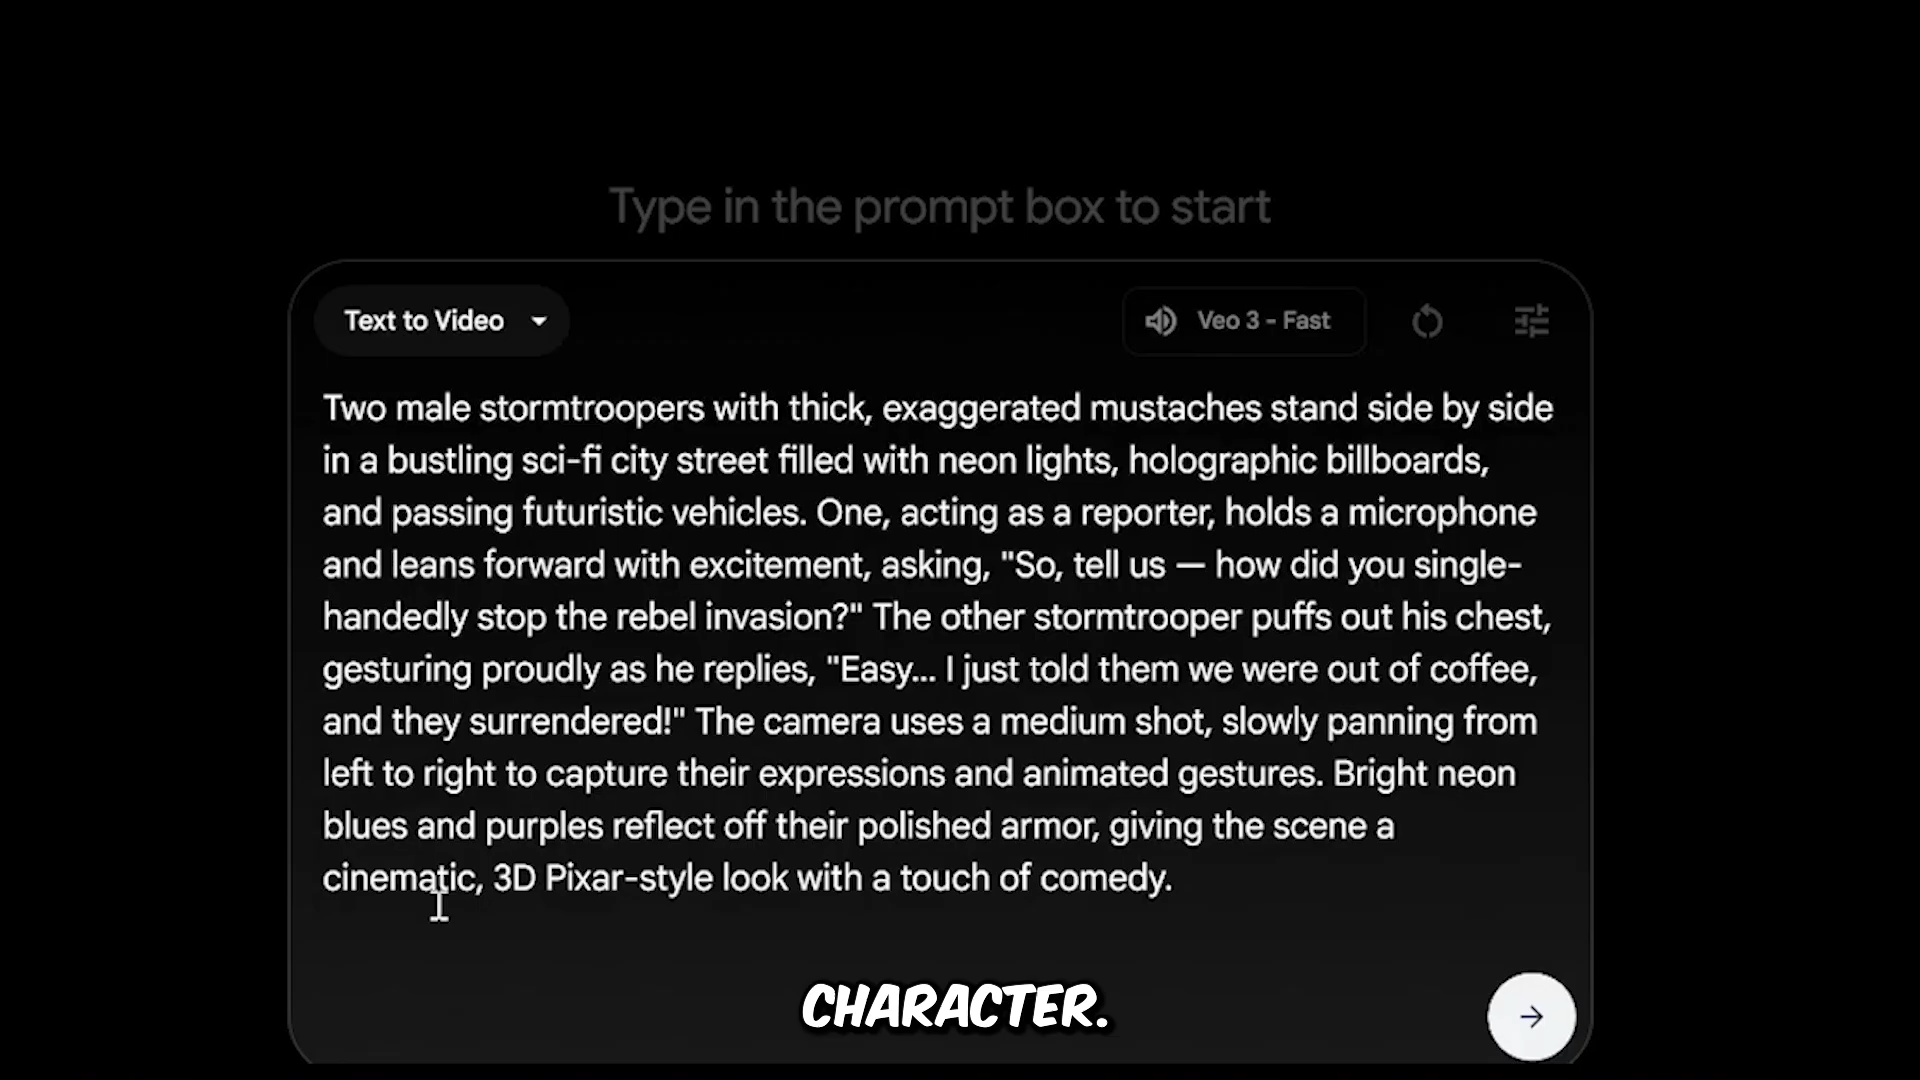 Type in the prompt box to start
Text to Video
Veo 3 - Fast
Two male stormtroopers with thick, exaggerated mustaches stand side by side
in a bustling sci-fi city street filled with neon lights, holographic billboards,
and passing futuristic vehicles. One, acting as a reporter, holds a microphone
and leans forward with excitement, asking, "So, tell us — how did you single-
handedly stop the rebel invasion?" The other stormtrooper puffs out his chest,
gesturing proudly as he replies, "Easy... I just told them we were out of coffee,
and they surrendered!" The camera uses a medium shot, slowly panning from
left to right to capture their expressions and animated gestures. Bright neon
blues and purples reflect off their polished armor, giving the scene a
cinematic, 3D Pixar-style look with a touch of comedy.
CHARACTER.